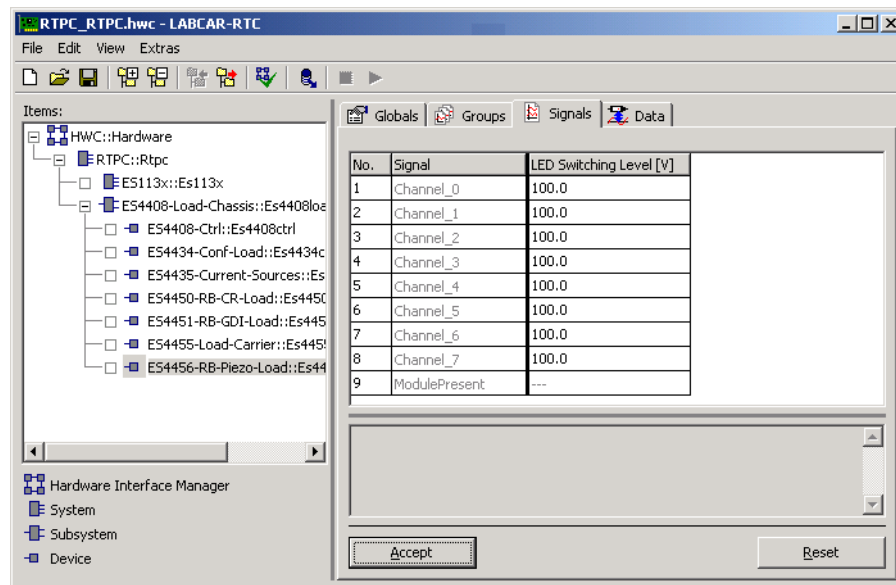 RTPC_RTPC.hwc - LABCAR-RTC
File Edit View Extras
Items:
HWC::Hardware
RTPC::Rtpc
ES113x::Es113x
ES4408-Load-Chassis::Es4408loa
ES4408-Ctrl::Es4408ctrl
ES4434-Conf-Load::Es4434c
ES4435-Current-Sources::Es
ES4450-RB-CR-Load::Es4450
ES4451-RB-GDI-Load::Es445
ES4455-Load-Carrier::Es445
ES4456-RB-Piezo-Load::Es44
Hardware Interface Manager
System
Subsystem
Device
Globals Groups Signals Data
No. Signal LED Switching Level [V]
1 Channel_0 100.0
2 Channel_1 100.0
3 Channel_2 100.0
4 Channel_3 100.0
5 Channel_4 100.0
6 Channel_5 100.0
7 Channel_6 100.0
8 Channel_7 100.0
9 ModulePresent ---
Accept Reset